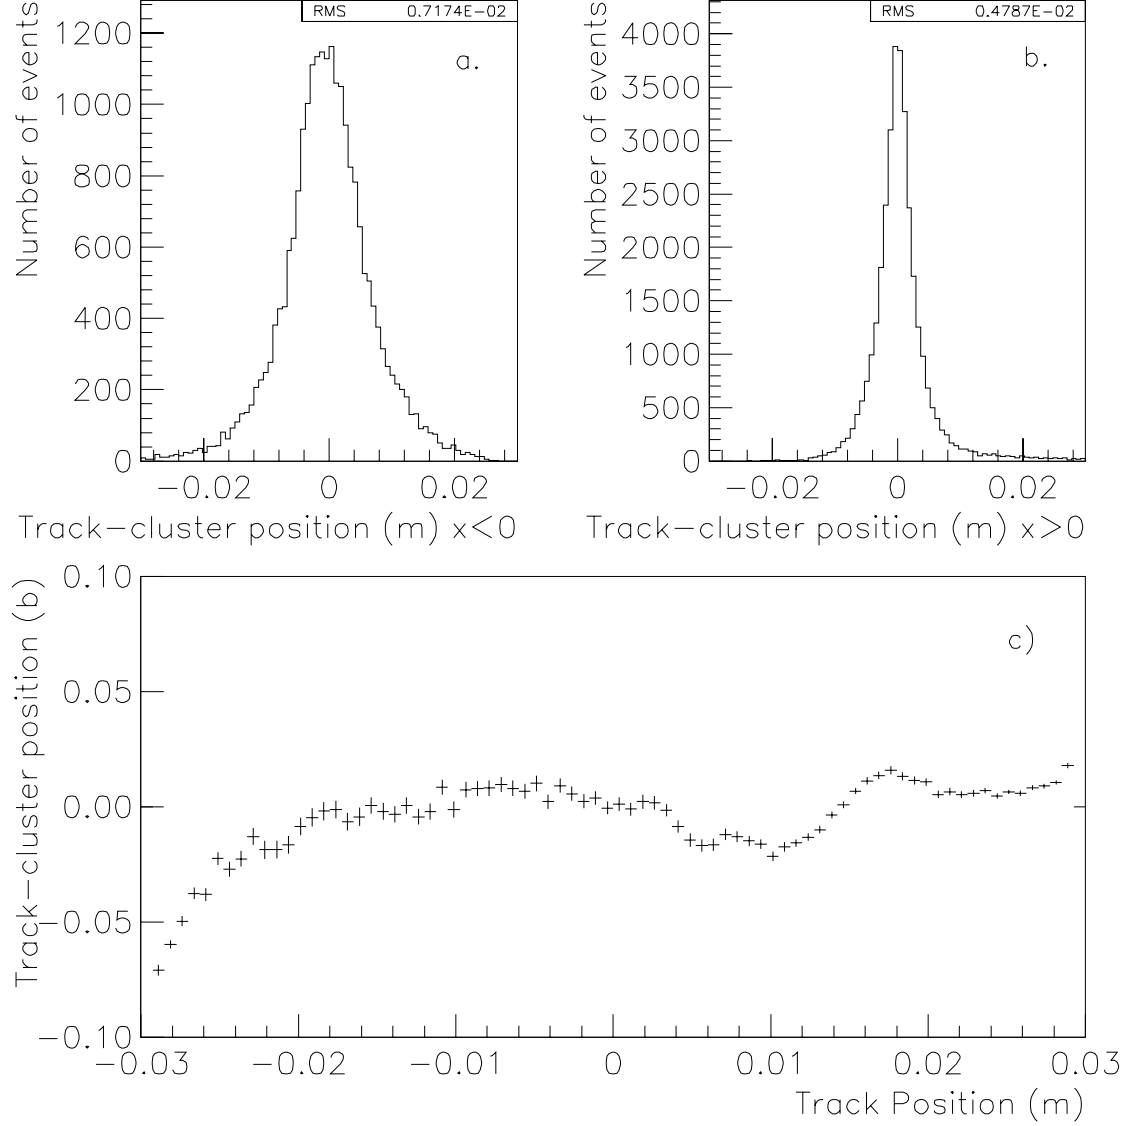 RMS 0.7174E-02
a.
Number of events
1200
1000
800
600
400
200
0
−0.02 0 0.02
Track−cluster position (m) x<0
RMS 0.4787E-02
b.
Number of events
4000
3500
3000
2500
2000
1500
1000
500
0
−0.02 0 0.02
Track−cluster position (m) x>0
c)
Track−cluster position (b)
0.10
0.05
0.00
−0.05
−0.10
−0.03 −0.02 −0.01 0 0.01 0.02 0.03
Track Position (m)